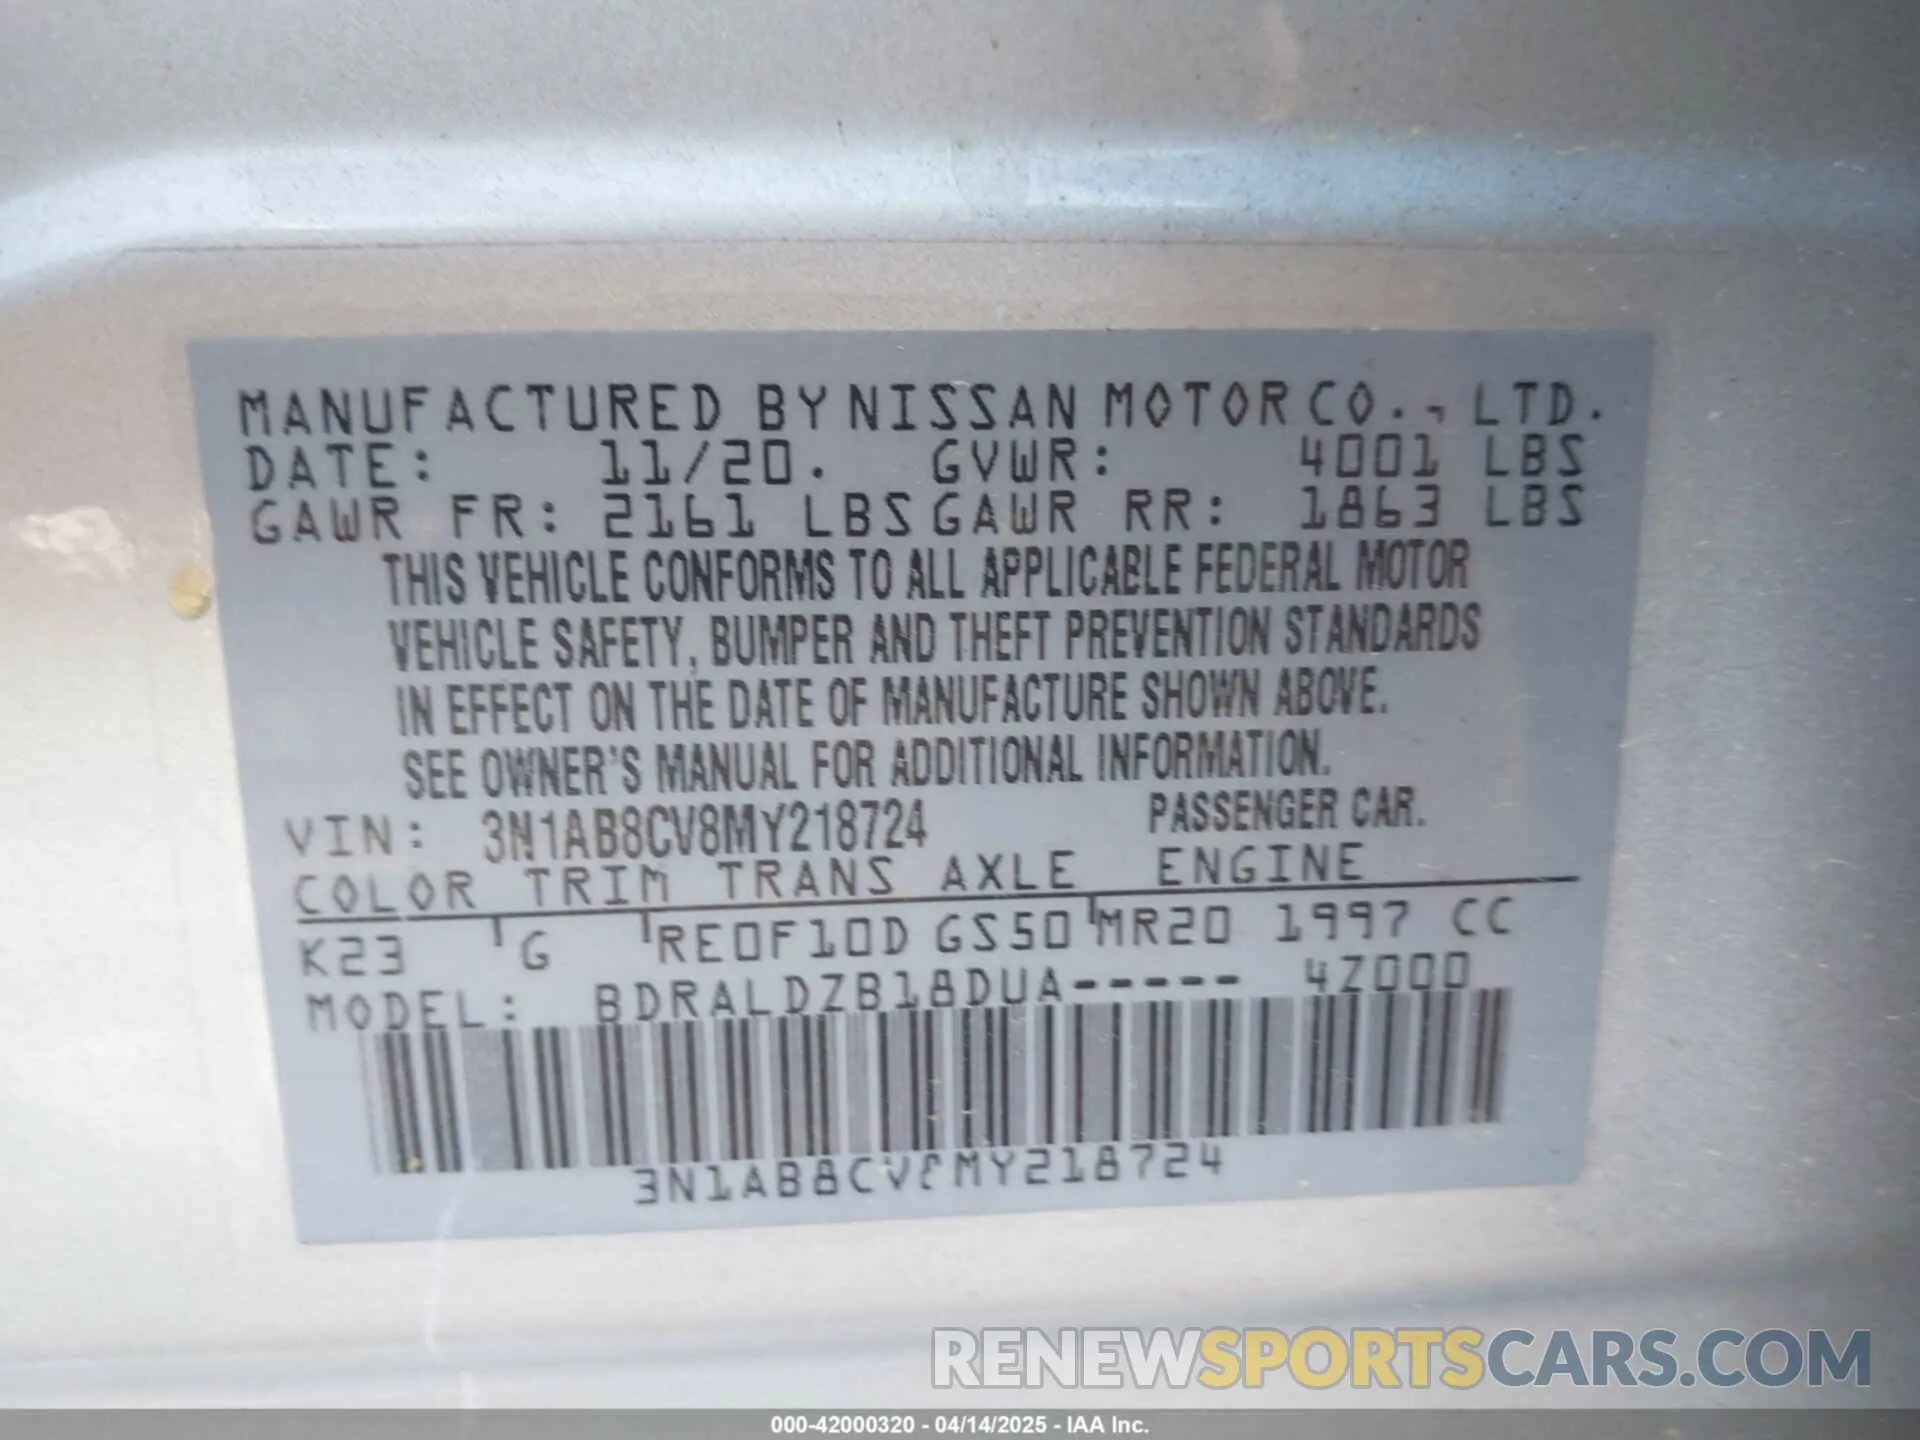 MANUFACTURED BY NISSAN MOTOR CO., LTD.
DATE: 11/20. GVWR: 4001 LBS
GAWR FR: 2161 LBS GAWR RR: 1863 LBS
THIS VEHICLE CONFORMS TO ALL APPLICABLE FEDERAL MOTOR
VEHICLE SAFETY, BUMPER AND THEFT PREVENTION STANDARDS
IN EFFECT ON THE DATE OF MANUFACTURE SHOWN ABOVE.
SEE OWNER'S MANUAL FOR ADDITIONAL INFORMATION.
VIN: 3N1AB8CV8MY218724 PASSENGER CAR.
COLOR TRIM TRANS AXLE ENGINE
K23 G RE0F10D GS50 MR20 1997 CC
MODEL: BDRALDZB18DUA----- 4Z000
3N1AB8CV8MY218724
RENEWSPORTSCARS.COM
000-42000320 - 04/14/2025 - IAA Inc.